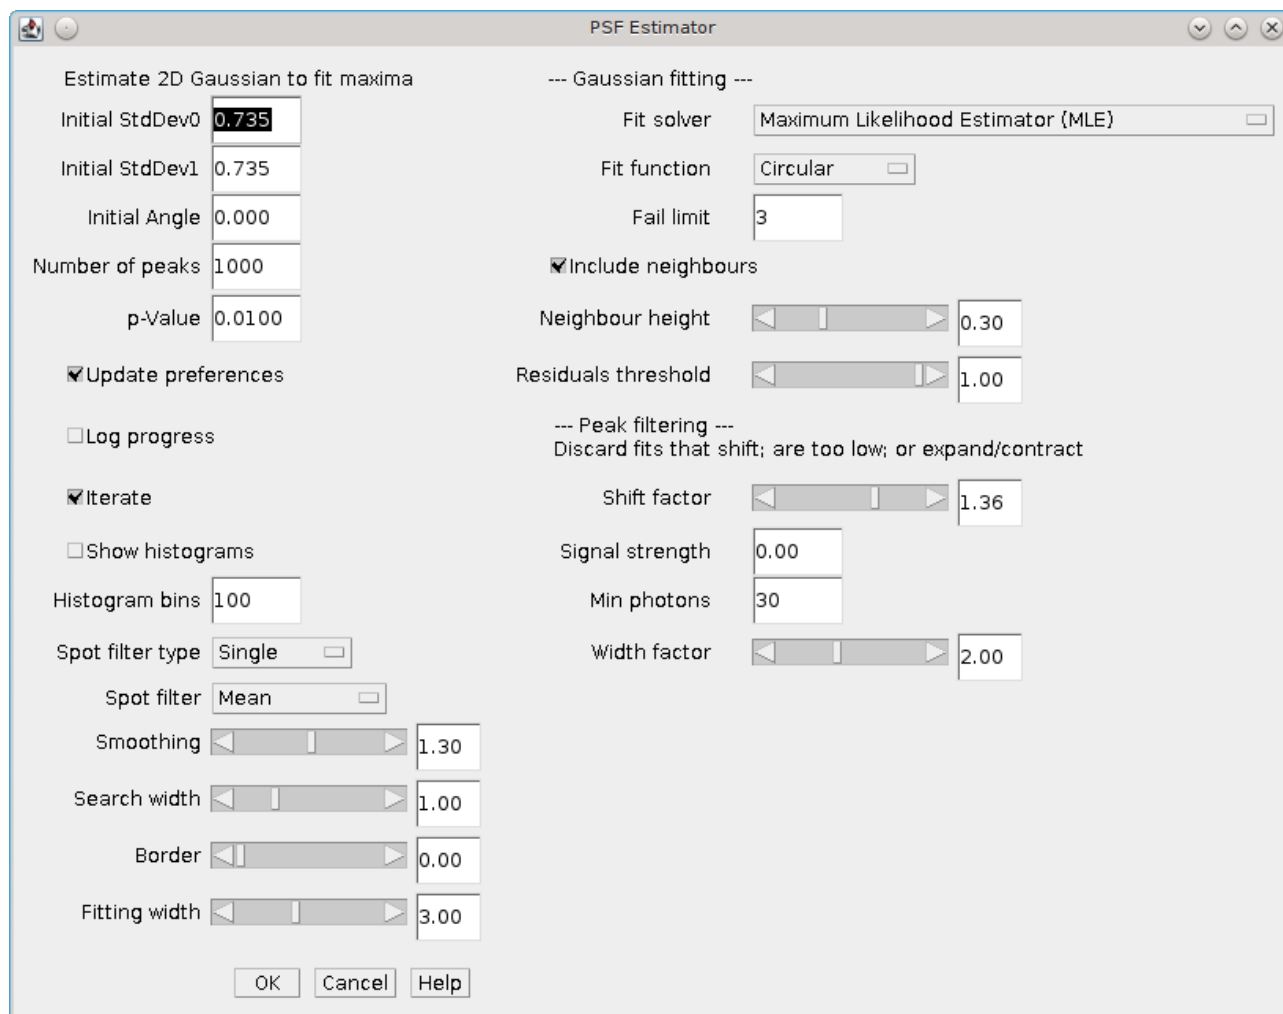 PSF Estimator
Estimate 2D Gaussian to fit maxima
Initial StdDev0 0.735
Initial StdDev1 0.735
Initial Angle 0.000
Number of peaks 1000
p-Value 0.0100
Update preferences
Log progress
Iterate
Show histograms
Histogram bins 100
Spot filter type Single
Spot filter Mean
Smoothing 1.30
Search width 1.00
Border 0.00
Fitting width 3.00
OK Cancel Help
--- Gaussian fitting ---
Fit solver Maximum Likelihood Estimator (MLE)
Fit function Circular
Fail limit 3
Include neighbours
Neighbour height 0.30
Residuals threshold 1.00
--- Peak filtering ---
Discard fits that shift; are too low; or expand/contract
Shift factor 1.36
Signal strength 0.00
Min photons 30
Width factor 2.00